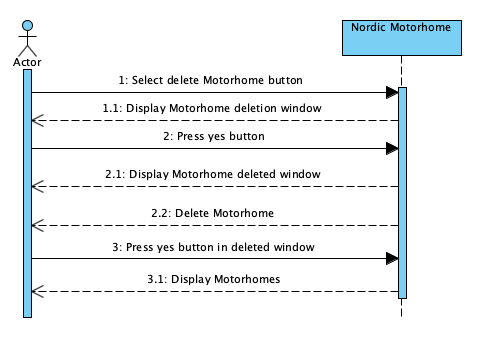 Nordic Motorhome
Actor
1: Select delete Motorhome button
1.1: Display Motorhome deletion window
2: Press yes button
2.1: Display Motorhome deleted window
2.2: Delete Motorhome
3: Press yes button in deleted window
3.1: Display Motorhomes